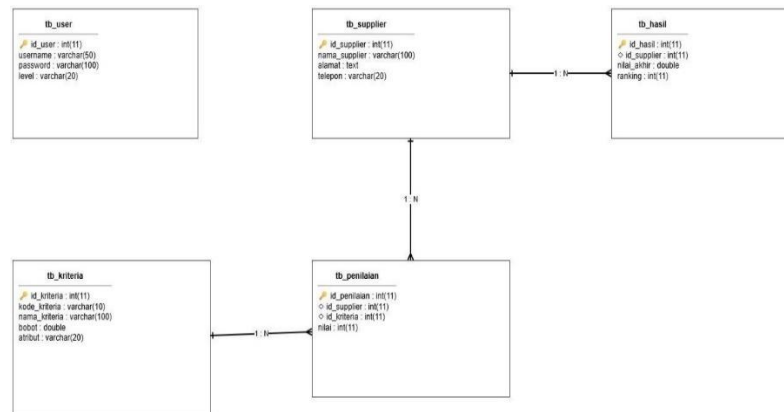 tb_user
id_user : int(11)
username : varchar(50)
password : varchar(100)
level : varchar(20)
tb_supplier
id_supplier : int(11)
nama_supplier : varchar(100)
alamat : text
telepon : varchar(20)
tb_hasil
id_hasil : int(11)
id_supplier : int(11)
nilai_akhir : double
ranking : int(11)
1 : N
1 : N
tb_kriteria
id_kriteria : int(11)
kode_kriteria : varchar(10)
nama_kriteria : varchar(100)
bobot : double
atribut : varchar(20)
1 : N
tb_penilaian
id_penilaian : int(11)
id_supplier : int(11)
id_kriteria : int(11)
nilai : int(11)